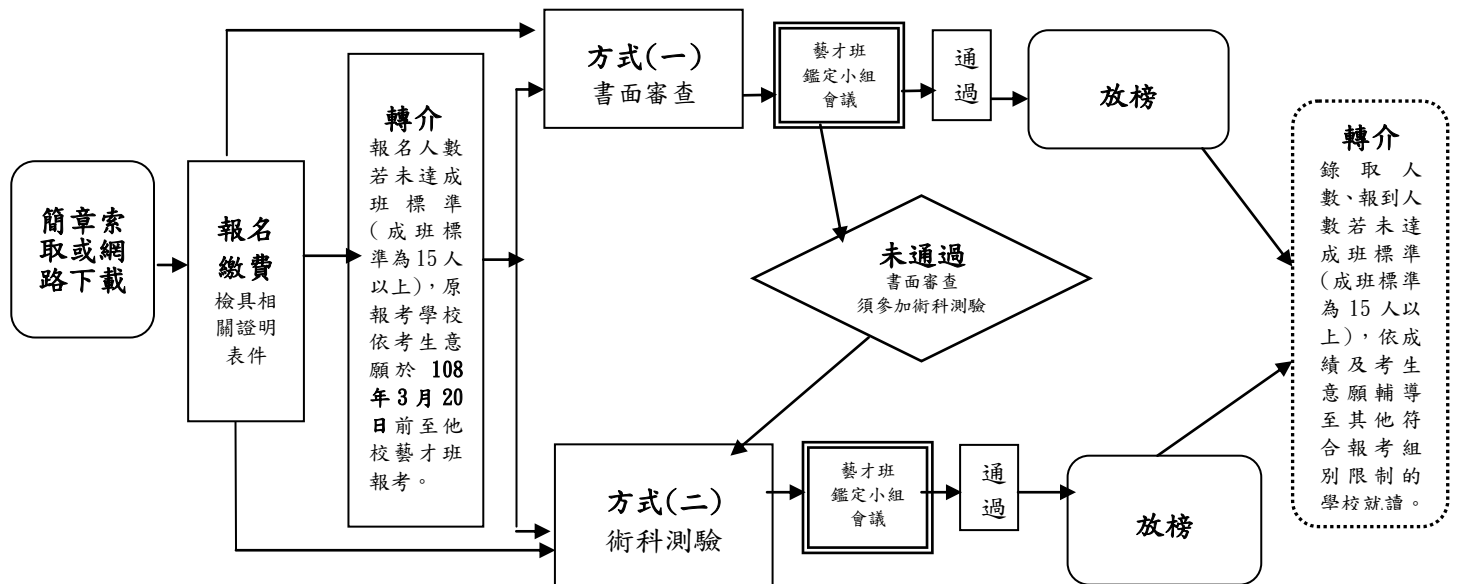 簡章索
取或網
路下載
報名
繳費
檢具相
關證明
表件
轉介
報名人數
若未達成
班標準
(成班標
準為15人
以上)，原
報考學校
依考生意
願於 108
年3月20
日前至他
校藝才班
報考。
方式(一)
書面審查
藝才班
鑑定小組
會議
通
過
放榜
未通過
書面審查
須參加術科測驗
方式(二)
術科測驗
藝才班
鑑定小組
會議
通
過
放榜
轉介
錄取人
數、報到人
數若未達
成班標準
(成班標準
為15人以
上)，依成
績及考生
意願輔導
至其他符
合報考組
別限制的
學校就讀。